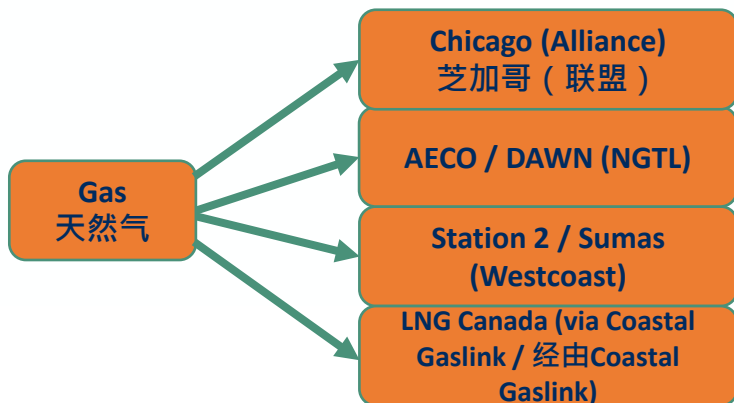 Chicago (Alliance)
芝加哥（联盟）
AECO / DAWN (NGTL)
Gas
天然气
Station 2 / Sumas
(Westcoast)
LNG Canada (via Coastal
Gaslink / 经由Coastal
Gaslink)